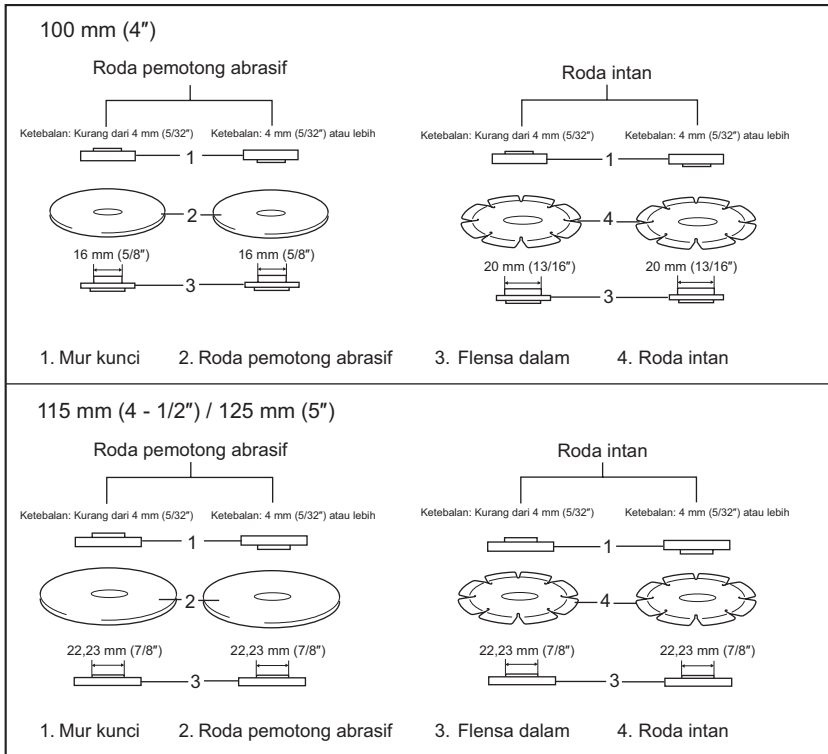 100 mm (4″)
Roda pemotong abrasif
Roda intan
Ketebalan: Kurang dari 4 mm (5/32″)
Ketebalan: 4 mm (5/32″) atau lebih
Ketebalan: Kurang dari 4 mm (5/32″)
Ketebalan: 4 mm (5/32″) atau lebih
1
1
2
4
16 mm (5/8″)
16 mm (5/8″)
20 mm (13/16″)
20 mm (13/16″)
3
3
1. Mur kunci 2. Roda pemotong abrasif 3. Flensa dalam 4. Roda intan
115 mm (4 - 1/2″) / 125 mm (5″)
Roda pemotong abrasif
Roda intan
Ketebalan: Kurang dari 4 mm (5/32″)
Ketebalan: 4 mm (5/32″) atau lebih
Ketebalan: Kurang dari 4 mm (5/32″)
Ketebalan: 4 mm (5/32″) atau lebih
1
1
2
4
22,23 mm (7/8″)
22,23 mm (7/8″)
22,23 mm (7/8″)
22,23 mm (7/8″)
3
3
1. Mur kunci 2. Roda pemotong abrasif 3. Flensa dalam 4. Roda intan